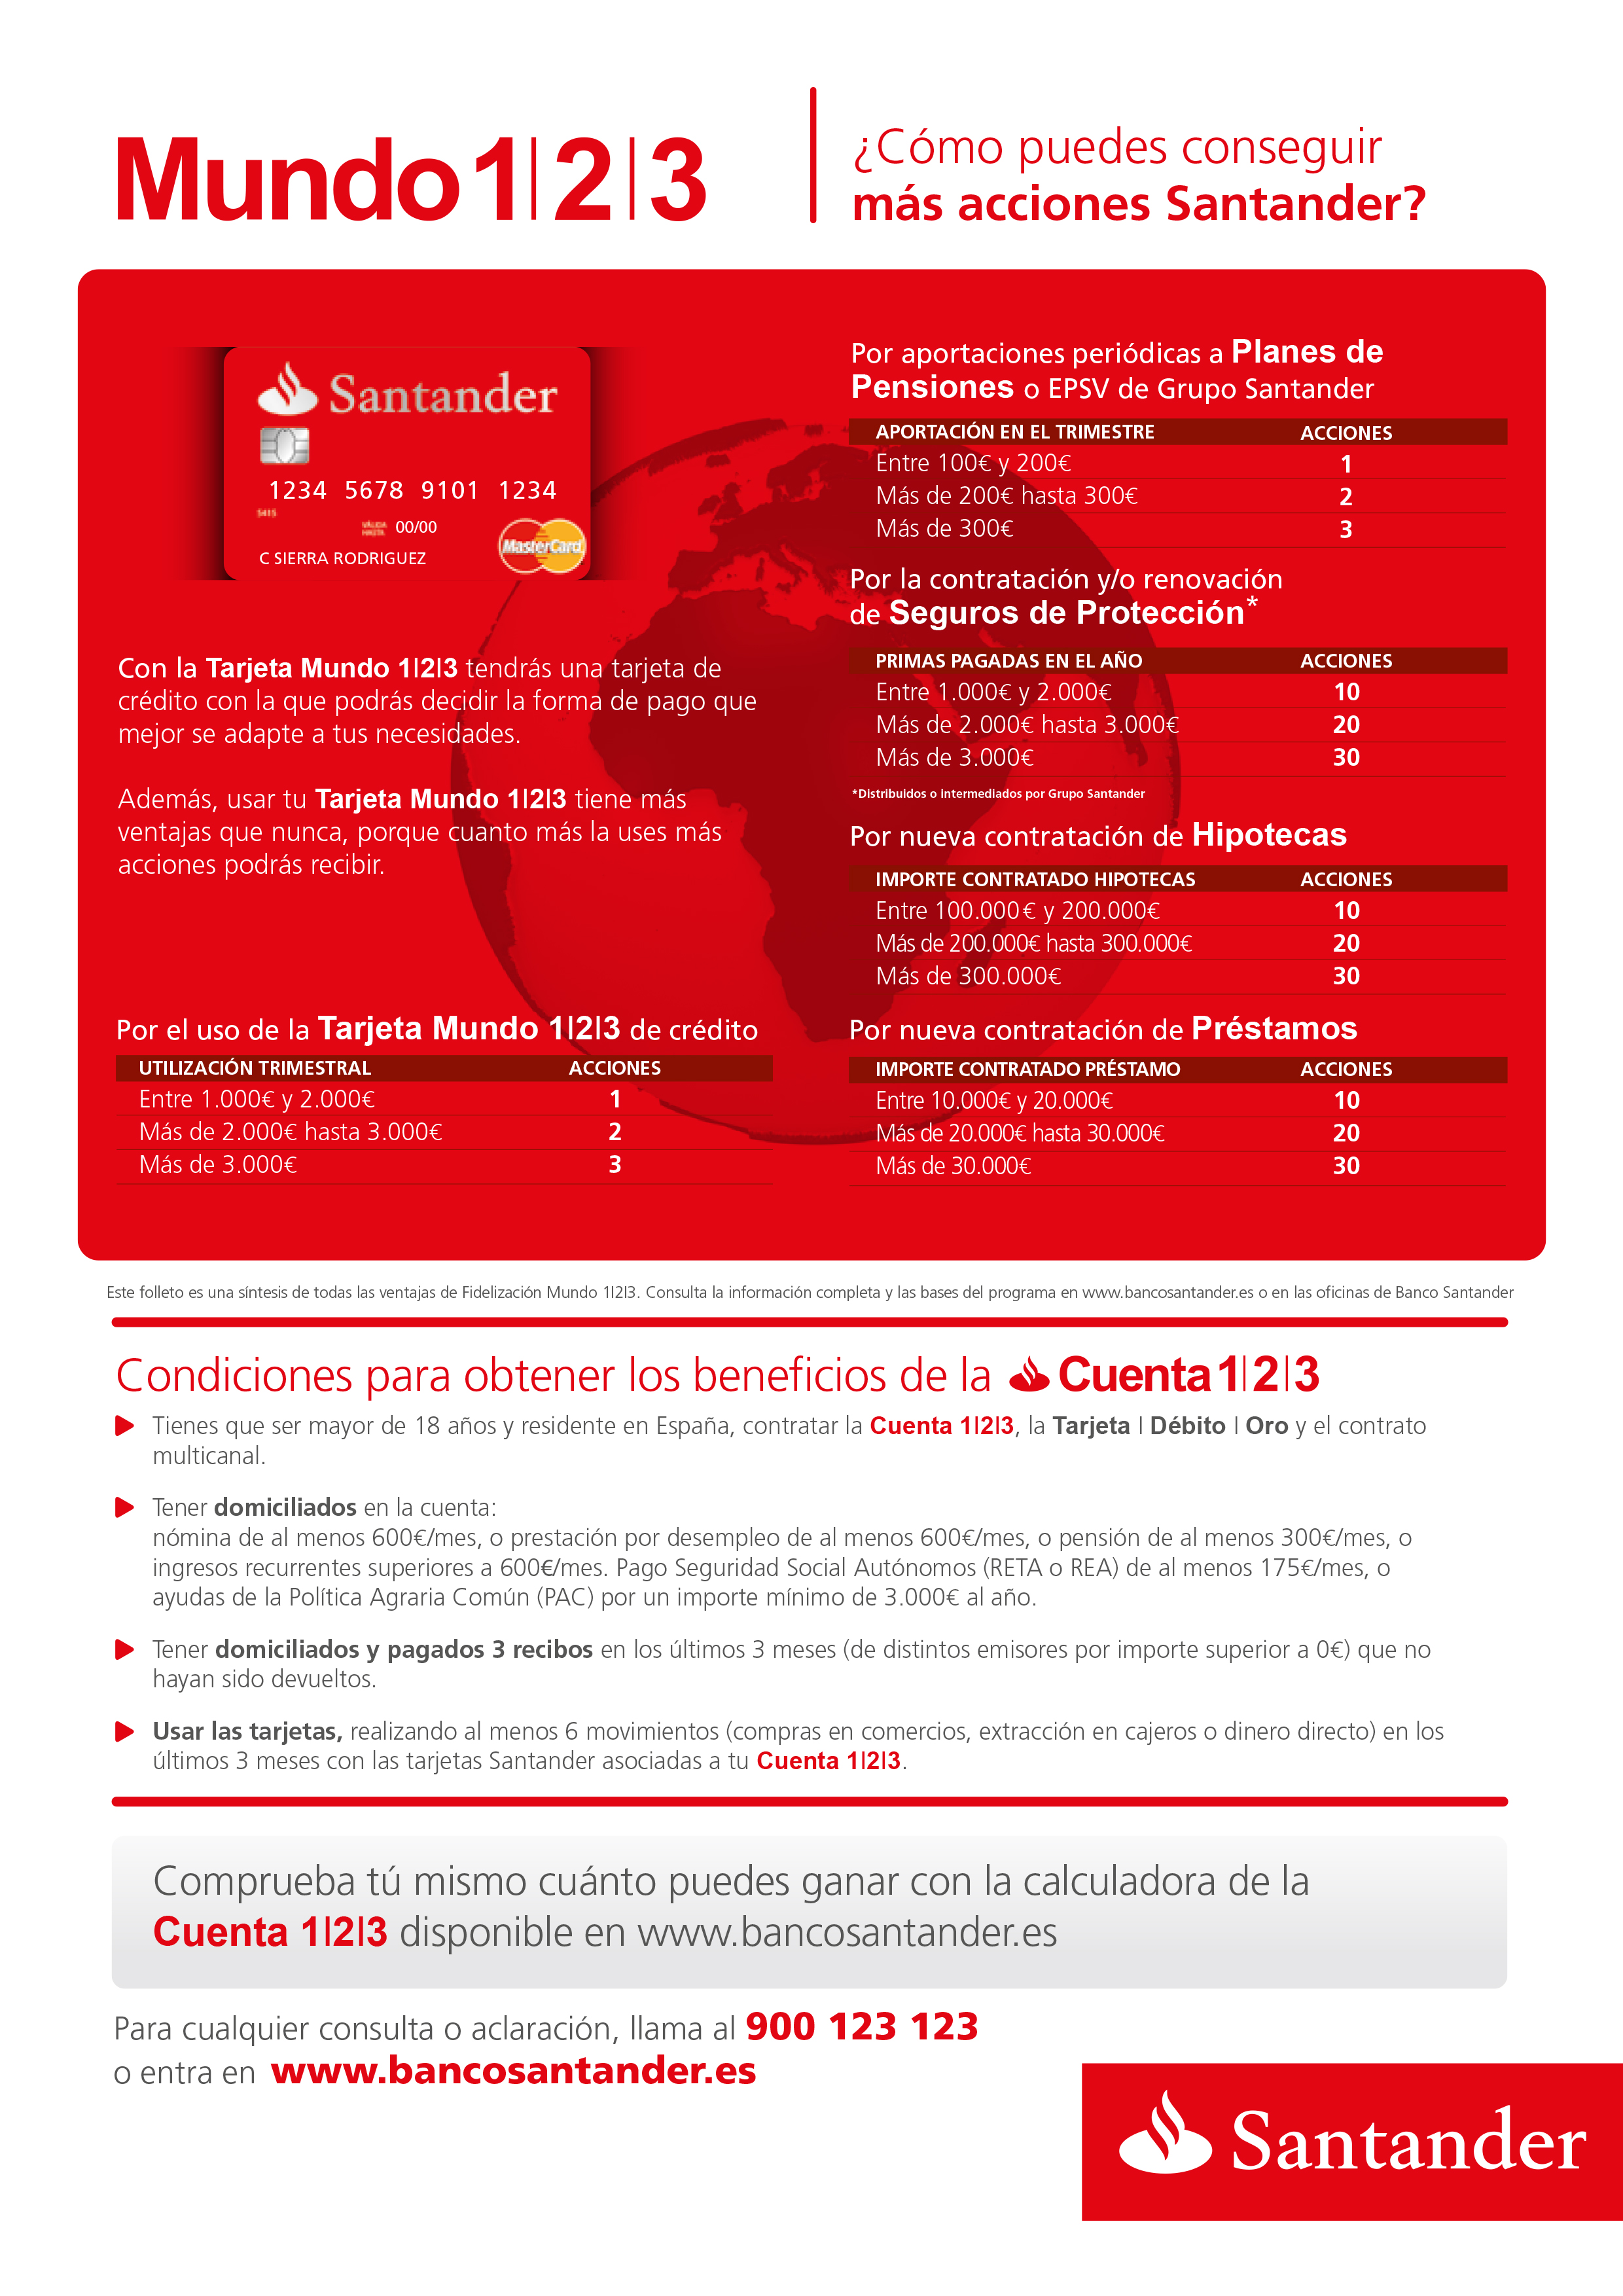 Mundo 1|2|3
¿Cómo puedes conseguir
más acciones Santander?
Santander
1234 5678 9101 1234
5415
VÁLIDA
HASTA
00/00
C SIERRA RODRIGUEZ
MasterCard
Con la Tarjeta Mundo 1|2|3 tendrás una tarjeta de
crédito con la que podrás decidir la forma de pago que
mejor se adapte a tus necesidades.
Además, usar tu Tarjeta Mundo 1|2|3 tiene más
ventajas que nunca, porque cuanto más la uses más
acciones podrás recibir.
Por el uso de la Tarjeta Mundo 1|2|3 de crédito
UTILIZACIÓN TRIMESTRAL ACCIONES
Entre 1.000€ y 2.000€ 1
Más de 2.000€ hasta 3.000€ 2
Más de 3.000€ 3
Por aportaciones periódicas a Planes de
Pensiones o EPSV de Grupo Santander
APORTACIÓN EN EL TRIMESTRE ACCIONES
Entre 100€ y 200€ 1
Más de 200€ hasta 300€ 2
Más de 300€ 3
Por la contratación y/o renovación
de Seguros de Protección*
PRIMAS PAGADAS EN EL AÑO ACCIONES
Entre 1.000€ y 2.000€ 10
Más de 2.000€ hasta 3.000€ 20
Más de 3.000€ 30
*Distribuidos o intermediados por Grupo Santander
Por nueva contratación de Hipotecas
IMPORTE CONTRATADO HIPOTECAS ACCIONES
Entre 100.000€ y 200.000€ 10
Más de 200.000€ hasta 300.000€ 20
Más de 300.000€ 30
Por nueva contratación de Préstamos
IMPORTE CONTRATADO PRÉSTAMO ACCIONES
Entre 10.000€ y 20.000€ 10
Más de 20.000€ hasta 30.000€ 20
Más de 30.000€ 30
Este folleto es una síntesis de todas las ventajas de Fidelización Mundo 1|2|3. Consulta la información completa y las bases del programa en www.bancosantander.es o en las oficinas de Banco Santander
Condiciones para obtener los beneficios de la Cuenta 1|2|3
Tienes que ser mayor de 18 años y residente en España, contratar la Cuenta 1|2|3, la Tarjeta | Débito | Oro y el contrato
multicanal.
Tener domiciliados en la cuenta:
nómina de al menos 600€/mes, o prestación por desempleo de al menos 600€/mes, o pensión de al menos 300€/mes, o
ingresos recurrentes superiores a 600€/mes. Pago Seguridad Social Autónomos (RETA o REA) de al menos 175€/mes, o
ayudas de la Política Agraria Común (PAC) por un importe mínimo de 3.000€ al año.
Tener domiciliados y pagados 3 recibos en los últimos 3 meses (de distintos emisores por importe superior a 0€) que no
hayan sido devueltos.
Usar las tarjetas, realizando al menos 6 movimientos (compras en comercios, extracción en cajeros o dinero directo) en los
últimos 3 meses con las tarjetas Santander asociadas a tu Cuenta 1|2|3.
Comprueba tú mismo cuánto puedes ganar con la calculadora de la
Cuenta 1|2|3 disponible en www.bancosantander.es
Para cualquier consulta o aclaración, llama al 900 123 123
o entra en www.bancosantander.es
Santander